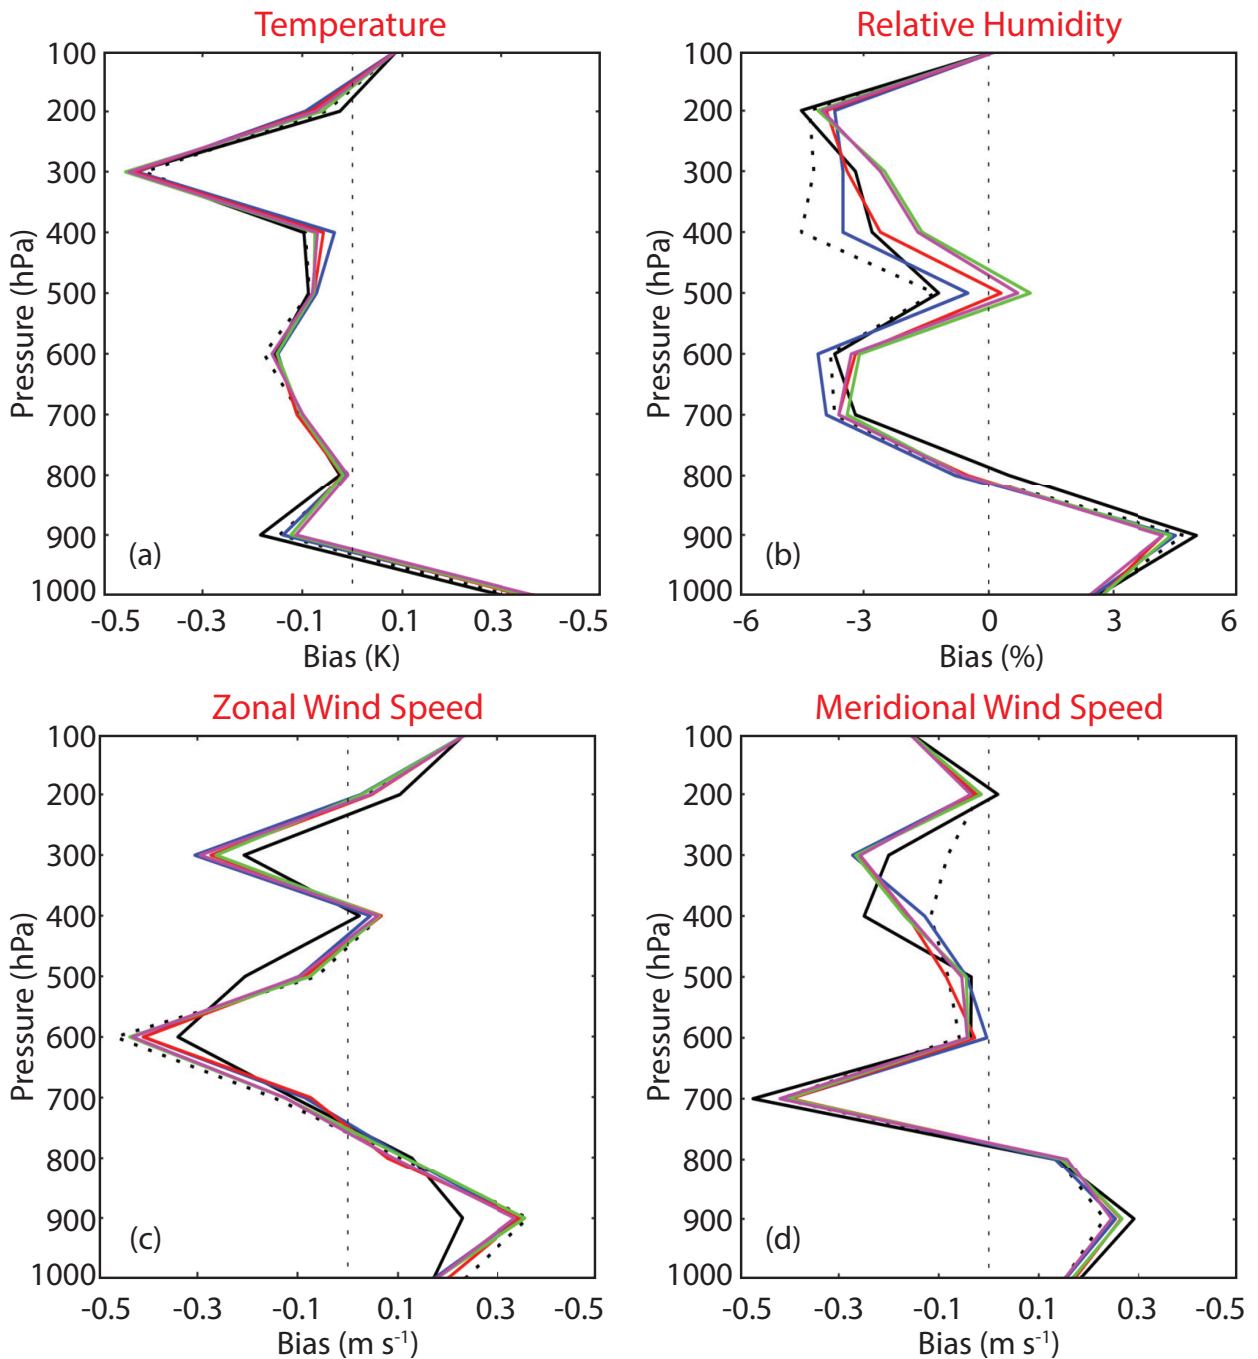 Temperature
Relative Humidity
100
200
300
400
500
600
700
800
900
1000
Pressure (hPa)
(a)
-0.5 -0.3 -0.1 0.1 0.3 -0.5
Bias (K)
100
200
300
400
500
600
700
800
900
1000
Pressure (hPa)
(b)
-6 -3 0 3 6
Bias (%)
Zonal Wind Speed
Meridional Wind Speed
100
200
300
400
500
600
700
800
900
1000
Pressure (hPa)
(c)
-0.5 -0.3 -0.1 0.1 0.3 -0.5
Bias (m s-1)
100
200
300
400
500
600
700
800
900
1000
Pressure (hPa)
(d)
-0.5 -0.3 -0.1 0.1 0.3 -0.5
Bias (m s-1)